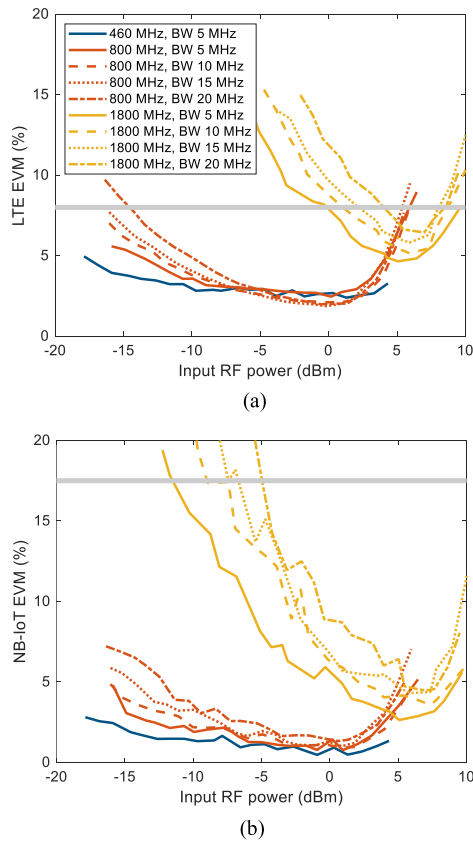 20
15
10
5
0
LTE EVM (%)
460 MHz, BW 5 MHz
800 MHz, BW 5 MHz
800 MHz, BW 10 MHz
800 MHz, BW 15 MHz
800 MHz, BW 20 MHz
1800 MHz, BW 5 MHz
1800 MHz, BW 10 MHz
1800 MHz, BW 15 MHz
1800 MHz, BW 20 MHz
-20 -15 -10 -5 0 5 10
Input RF power (dBm)
(a)
20
15
10
5
0
NB-IoT EVM (%)
-20 -15 -10 -5 0 5 10
Input RF power (dBm)
(b)